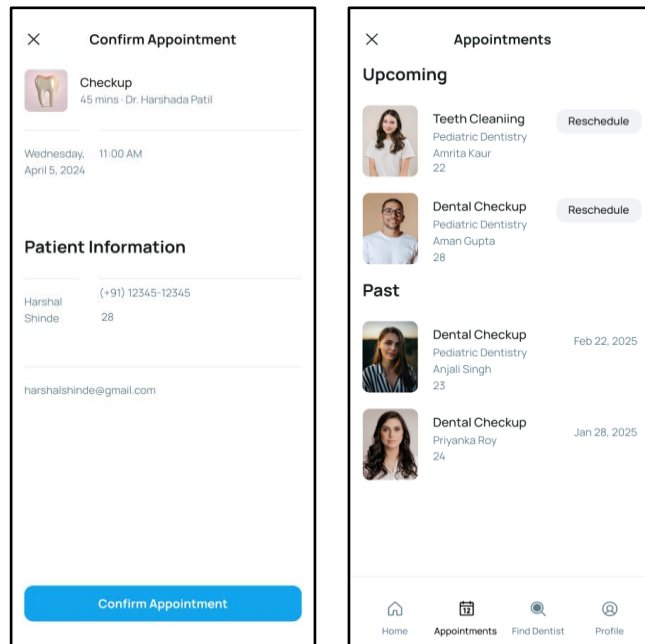 Confirm Appointment
Checkup
45 mins · Dr. Harshada Patil
Wednesday, April 5, 2024
11:00 AM
Patient Information
Harshal Shinde
(+91) 12345-12345
28
harshalshinde@gmail.com
Confirm Appointment
Appointments
Upcoming
Teeth Cleaniing
Pediatric Dentistry
Amrita Kaur
22
Reschedule
Dental Checkup
Pediatric Dentistry
Aman Gupta
28
Reschedule
Past
Dental Checkup
Pediatric Dentistry
Anjali Singh
23
Feb 22, 2025
Dental Checkup
Priyanka Roy
24
Jan 28, 2025
12
Home
Appointments
Find Dentist
Profile